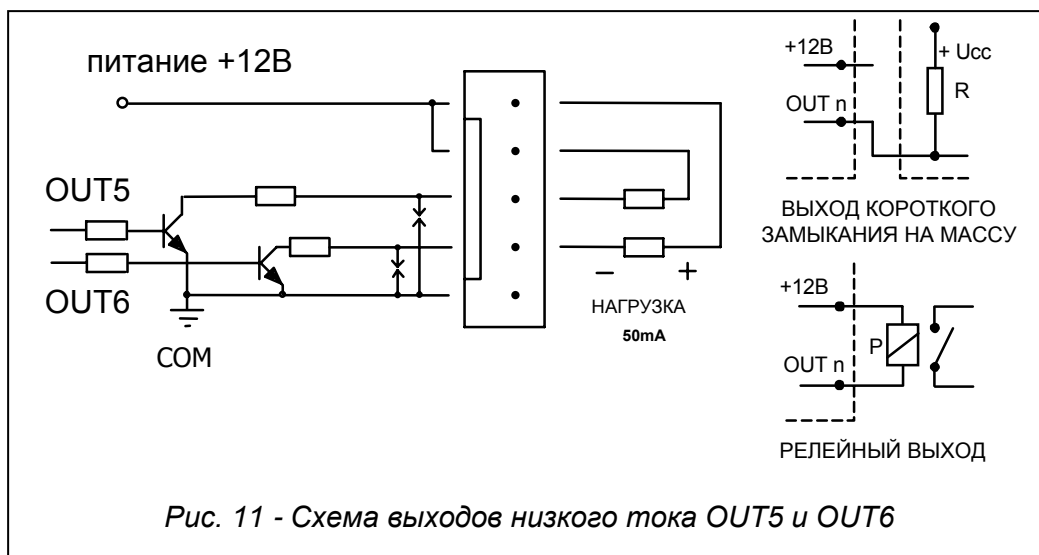 питание +12В
OUT5
OUT6
COM
– +
НАГРУЗКА
50mA
+12В
OUT n
+ Ucc
R
ВЫХОД КОРОТКОГО
ЗАМЫКАНИЯ НА МАССУ
+12В
P
OUT n
РЕЛЕЙНЫЙ ВЫХОД
Рис. 11 - Схема выходов низкого тока OUT5 и OUT6